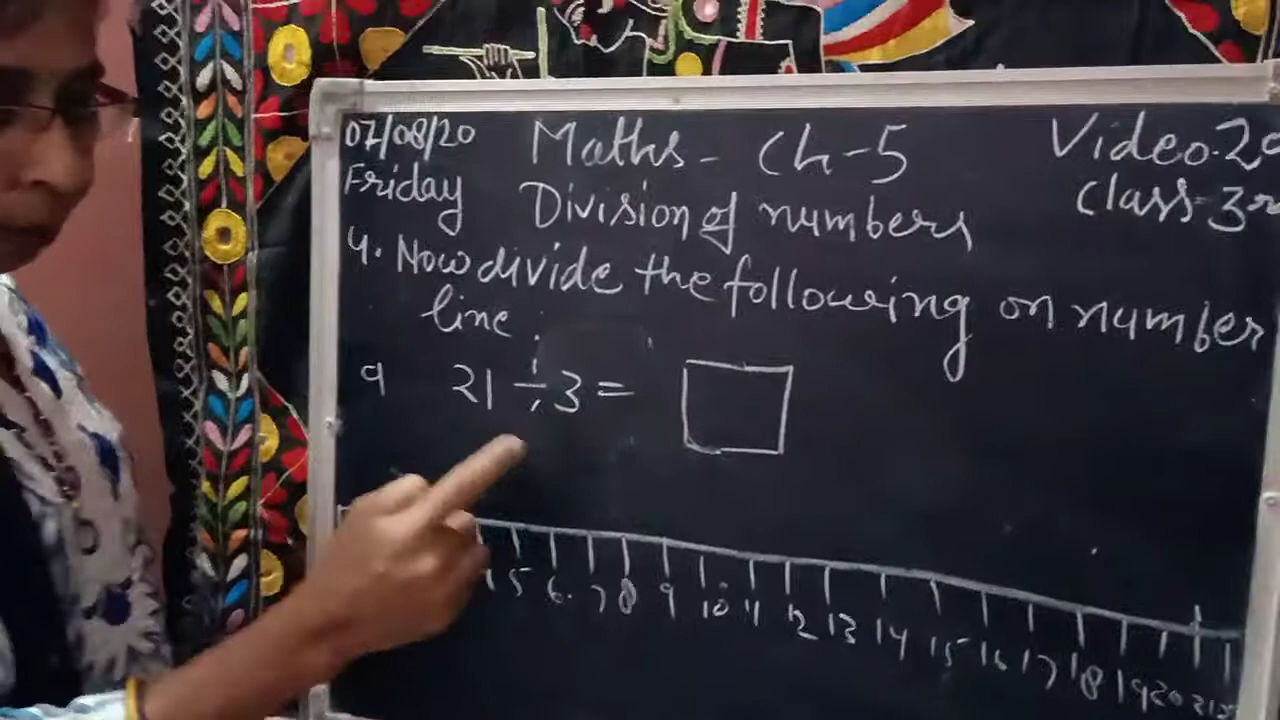 07/08/20 Maths - Ch-5 Video.
Friday Division of numbers Class-3r
4. Now divide the following on number
line
9 21 ÷ 3 =
5 6 7 8 9 10 11 12 13 14 15 16 17 18 19 20 21